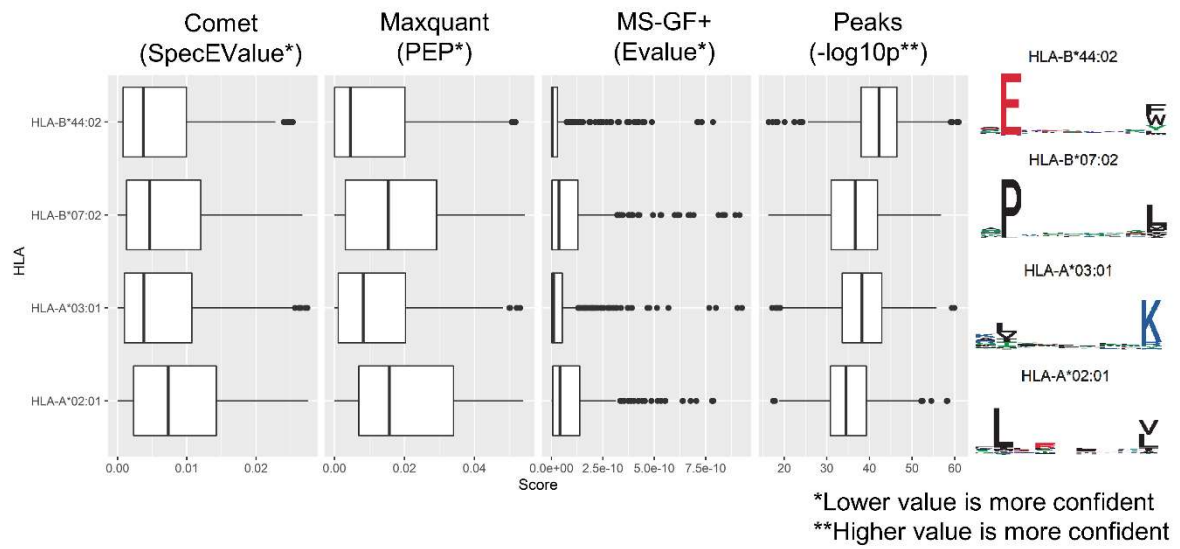 Comet Maxquant MS-GF+ Peaks
(SpecEValue*) (PEP*) (Evalue*) (-log10p**)
HLA-B*44:02
HLA-B*07:02
HLA-A*03:01
HLA-A*02:01
HLA
0.00 0.01 0.02 0.00 0.02 0.04 0.0e+00 2.5e-10 5.0e-10 7.5e-10 20 30 40 50 60
Score
HLA-B*44:02
E F W
HLA-B*07:02
P L
HLA-A*03:01
L K
HLA-A*02:01
L V L
*Lower value is more confident
**Higher value is more confident